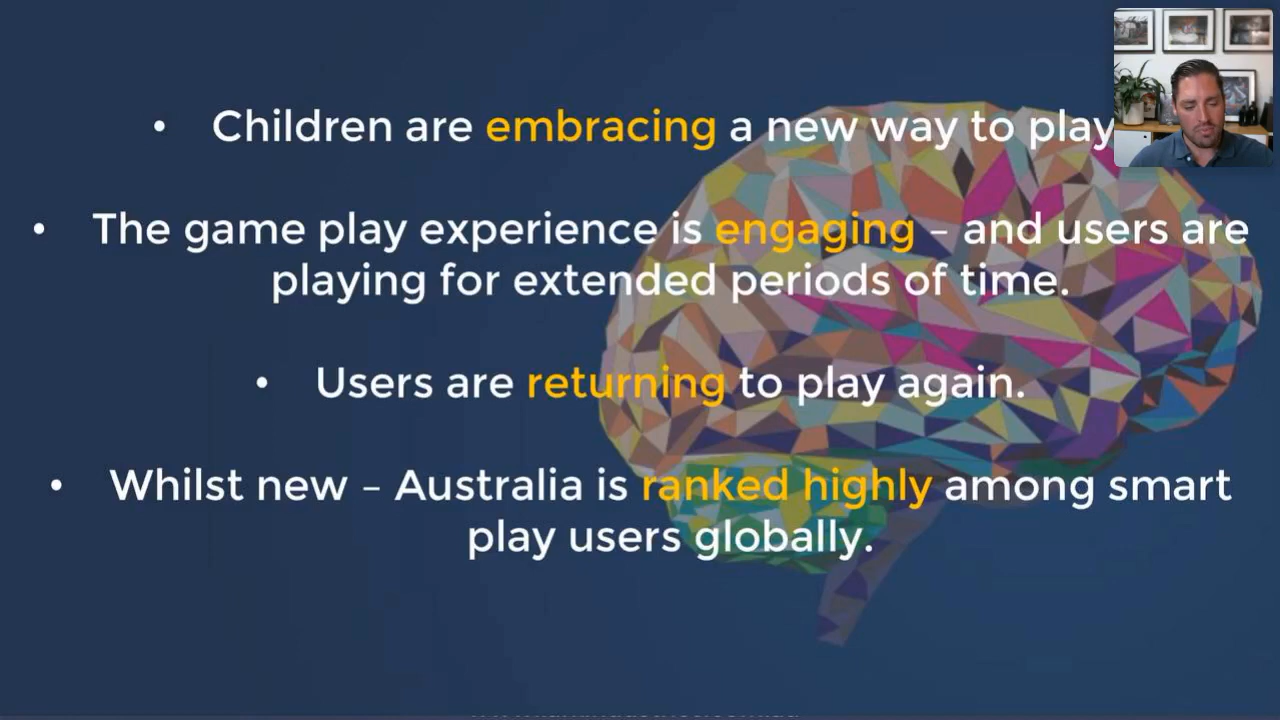 • Children are embracing a new way to play
• The game play experience is engaging – and users are
playing for extended periods of time.
• Users are returning to play again.
• Whilst new – Australia is ranked highly among smart
play users globally.